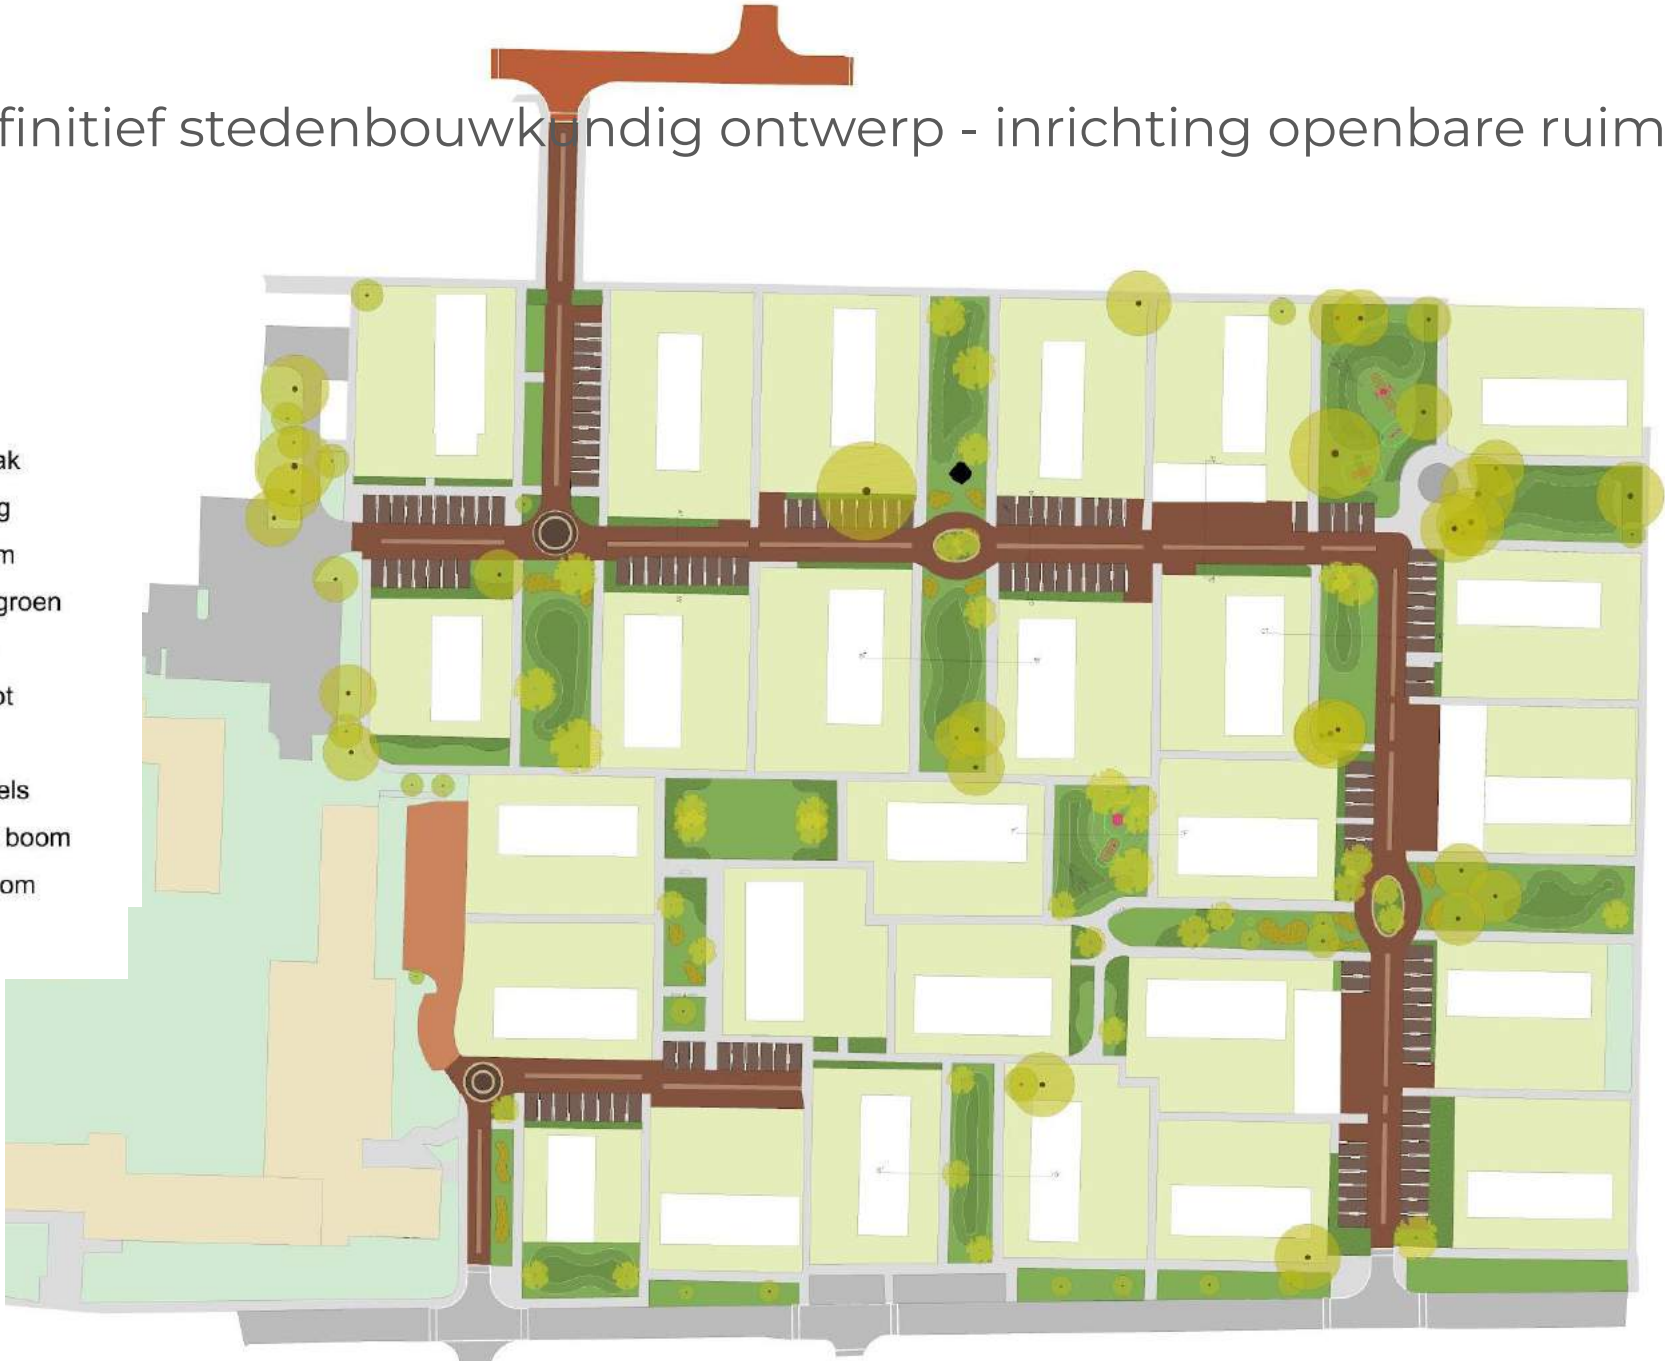 finitief stedenbouwkundig ontwerp - inrichting openbare ruim
ak
g
m
groen
ot
els
boom
om